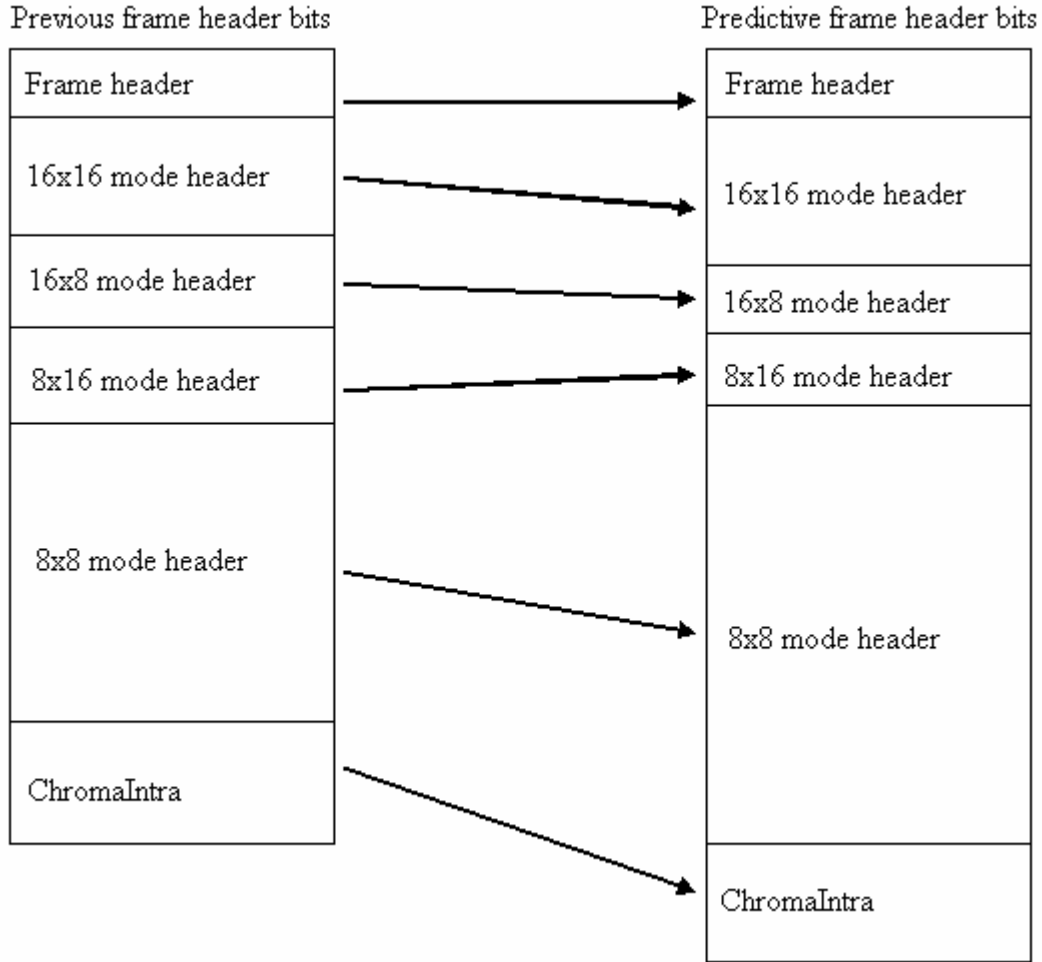 Previous frame header bits
Frame header
16x16 mode header
16x8 mode header
8x16 mode header
8x8 mode header
ChromaIntra
Predictive frame header bits
Frame header
16x16 mode header
16x8 mode header
8x16 mode header
8x8 mode header
ChromaIntra